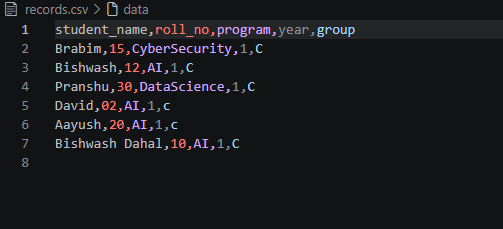 records.csv > data
1 student_name,roll_no,program,year,group
2 Brabim,15,CyberSecurity,1,C
3 Bishwash,12,AI,1,C
4 Pranshu,30,DataScience,1,C
5 David,02,AI,1,c
6 Aayush,20,AI,1,c
7 Bishwash Dahal,10,AI,1,C
8